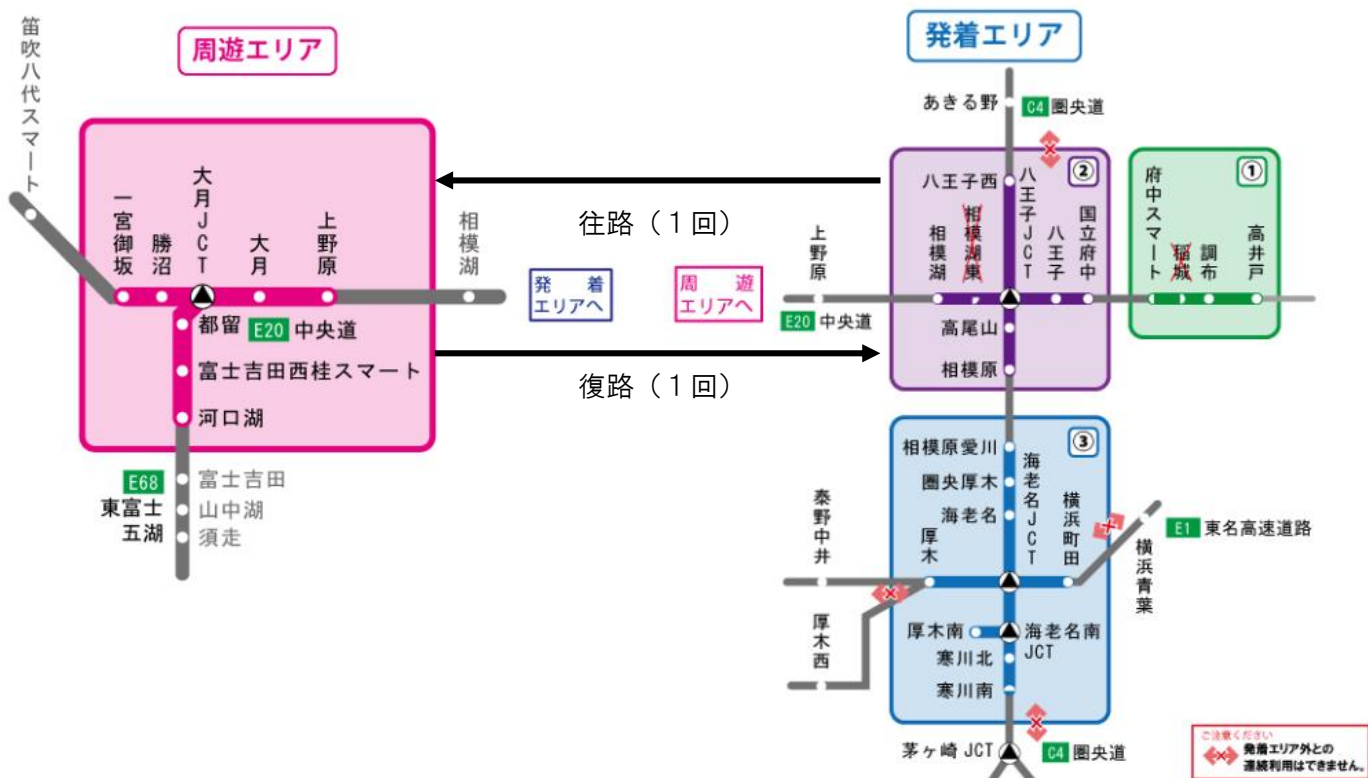 笛吹八代スマート
周遊エリア
一宮御坂
勝沼
大月JCT
大月
上野原
相模湖
都留
E20 中央道
富士吉田西桂スマート
河口湖
E68
東富士
五湖
富士吉田
山中湖
須走
往路（１回）
発着
エリアへ
周遊
エリアへ
復路（１回）
発着エリア
あきる野
C4 圏央道
②
八王子西
八王子JCT
相模湖
相模湖東
八王子
国立府中
上野原
E20 中央道
高尾山
相模原
①
府中スマート
稲城
調布
高井戸
③
相模原愛川
圏央厚木
海老名
海老名JCT
横浜町田
厚木
秦野中井
厚木西
横浜青葉
E1 東名高速道路
厚木南
海老名南
JCT
寒川北
寒川南
茅ヶ崎 JCT
C4 圏央道
ご注意ください
発着エリア外との
連続利用はできません。